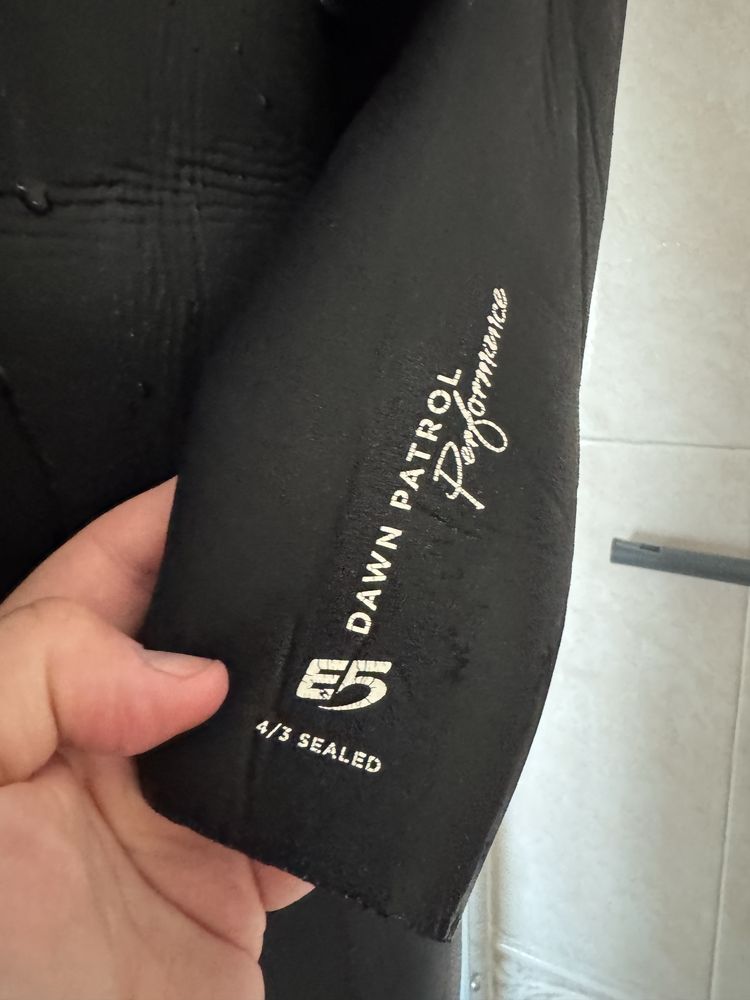 DAWN PATROL
Performance
E5
4/3 SEALED